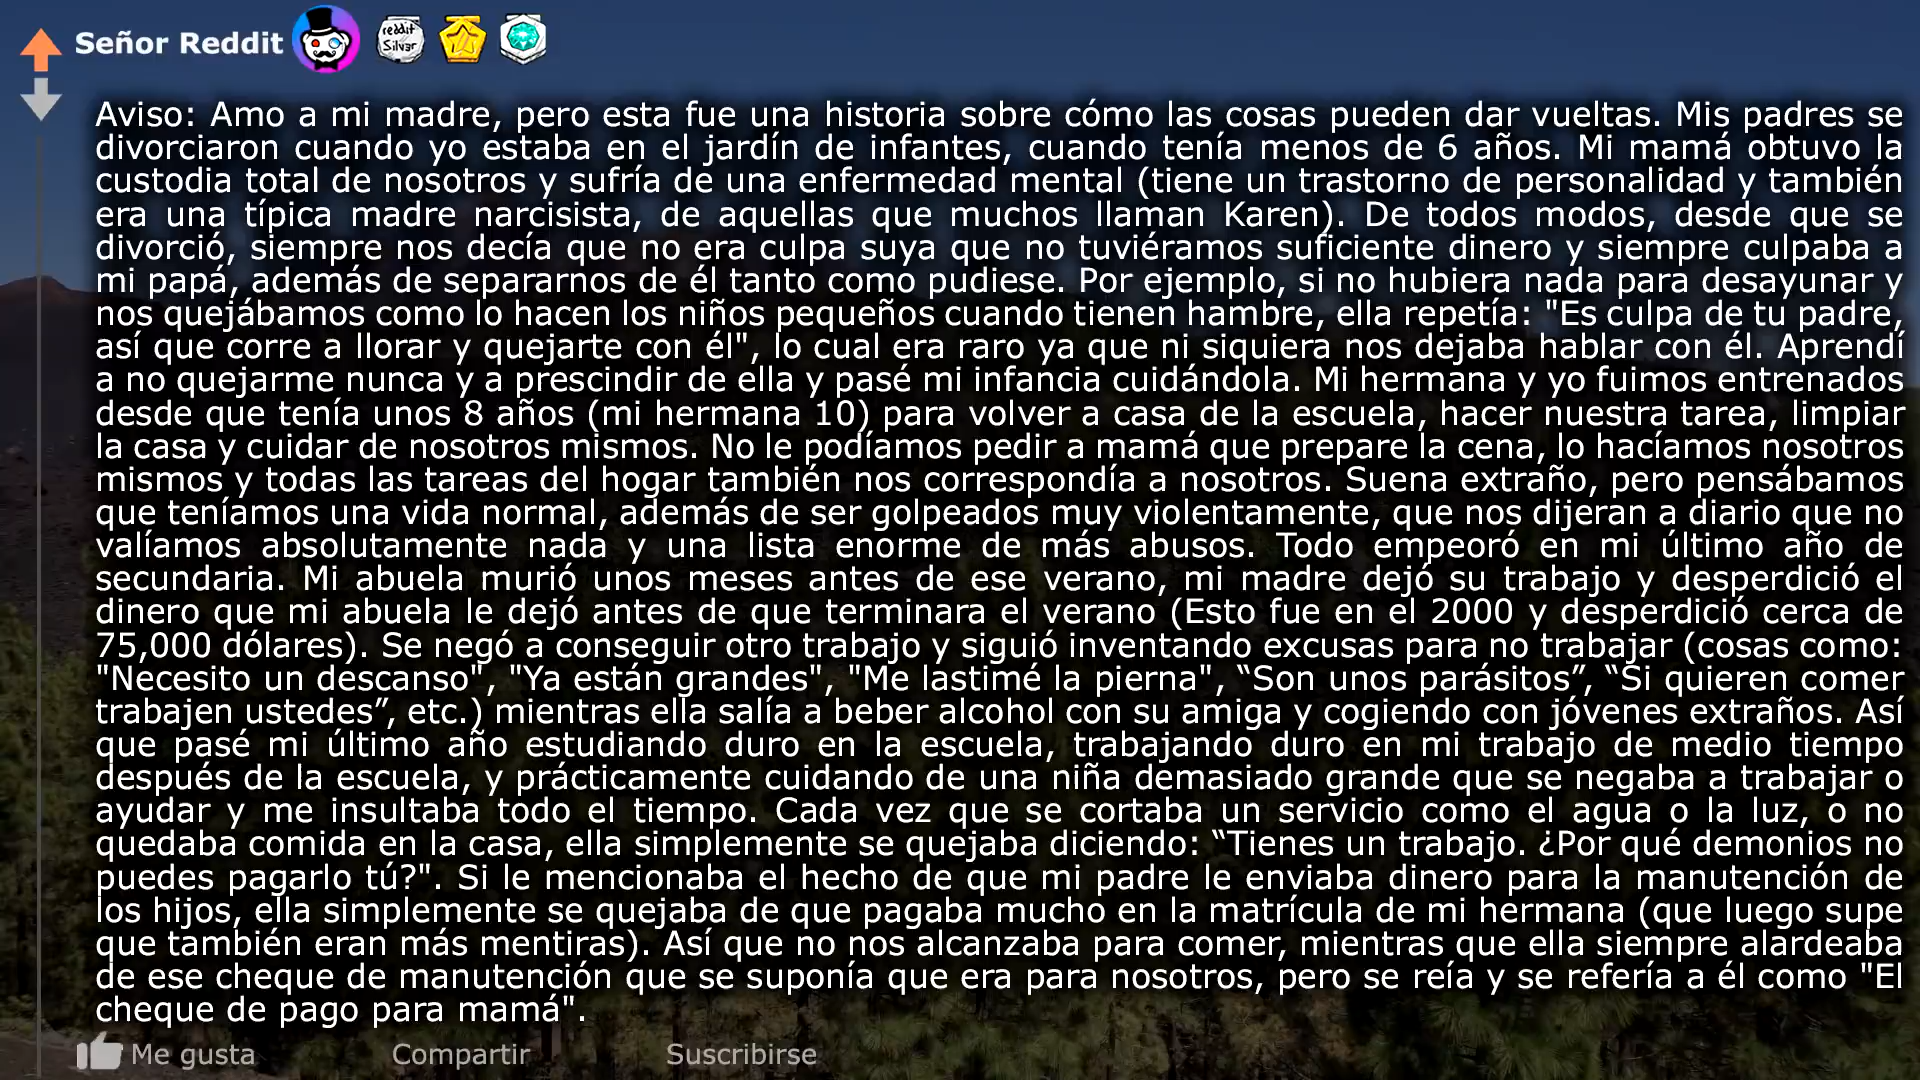 Señor Reddit
reddit
Silver
Aviso: Amo a mi madre, pero esta fue una historia sobre cómo las cosas pueden dar vueltas. Mis padres se
divorciaron cuando yo estaba en el jardín de infantes, cuando tenía menos de 6 años. Mi mamá obtuvo la
custodia total de nosotros y sufría de una enfermedad mental (tiene un trastorno de personalidad y también
era una típica madre narcisista, de aquellas que muchos llaman Karen). De todos modos, desde que se
divorció, siempre nos decía que no era culpa suya que no tuviéramos suficiente dinero y siempre culpaba a
mi papá, además de separarnos de él tanto como pudiese. Por ejemplo, si no hubiera nada para desayunar y
nos quejábamos como lo hacen los niños pequeños cuando tienen hambre, ella repetía: "Es culpa de tu padre,
así que corre a llorar y quejarte con él", lo cual era raro ya que ni siquiera nos dejaba hablar con él. Aprendí
a no quejarme nunca y a prescindir de ella y pasé mi infancia cuidándola. Mi hermana y yo fuimos entrenados
desde que tenía unos 8 años (mi hermana 10) para volver a casa de la escuela, hacer nuestra tarea, limpiar
la casa y cuidar de nosotros mismos. No le podíamos pedir a mamá que prepare la cena, lo hacíamos nosotros
mismos y todas las tareas del hogar también nos correspondía a nosotros. Suena extraño, pero pensábamos
que teníamos una vida normal, además de ser golpeados muy violentamente, que nos dijeran a diario que no
valíamos absolutamente nada y una lista enorme de más abusos. Todo empeoró en mi último año de
secundaria. Mi abuela murió unos meses antes de ese verano, mi madre dejó su trabajo y desperdició el
dinero que mi abuela le dejó antes de que terminara el verano (Esto fue en el 2000 y desperdició cerca de
75,000 dólares). Se negó a conseguir otro trabajo y siguió inventando excusas para no trabajar (cosas como:
"Necesito un descanso", "Ya están grandes", "Me lastimé la pierna", “Son unos parásitos”, “Si quieren comer
trabajen ustedes”, etc.) mientras ella salía a beber alcohol con su amiga y cogiendo con jóvenes extraños. Así
que pasé mi último año estudiando duro en la escuela, trabajando duro en mi trabajo de medio tiempo
después de la escuela, y prácticamente cuidando de una niña demasiado grande que se negaba a trabajar o
ayudar y me insultaba todo el tiempo. Cada vez que se cortaba un servicio como el agua o la luz, o no
quedaba comida en la casa, ella simplemente se quejaba diciendo: “Tienes un trabajo. ¿Por qué demonios no
puedes pagarlo tú?". Si le mencionaba el hecho de que mi padre le enviaba dinero para la manutención de
los hijos, ella simplemente se quejaba de que pagaba mucho en la matrícula de mi hermana (que luego supe
que también eran más mentiras). Así que no nos alcanzaba para comer, mientras que ella siempre alardeaba
de ese cheque de manutención que se suponía que era para nosotros, pero se reía y se refería a él como "El
cheque de pago para mamá".
Me gusta Compartir Suscribirse